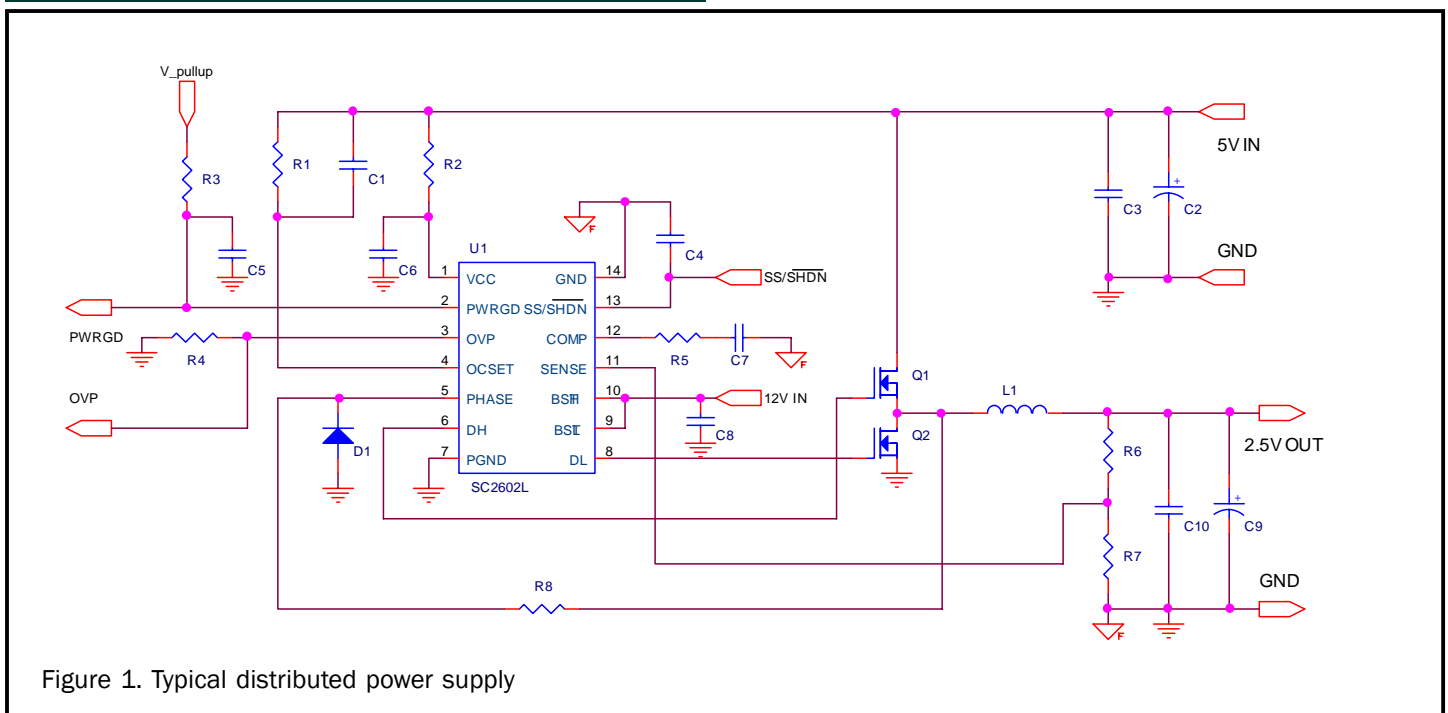 V_pullup
5V IN
R1
C1
R2
R3
C3
C2
C5
C6
U1
C4
GND
1
VCC
GND
14
SS/SHDN
2
PWRGD
SS/SHDN
13
PWRGD
3
OVP
COMP
12
R4
R5
C7
4
OCSET
SENSE
11
Q1
L1
OVP
5
PHASE
BSTH
10
12V IN
6
DH
BSTL
9
C8
Q2
2.5V OUT
D1
7
PGND
DL
8
R6
SC2602L
C10
C9
R7
R8
GND
F
F
F
Figure 1. Typical distributed power supply